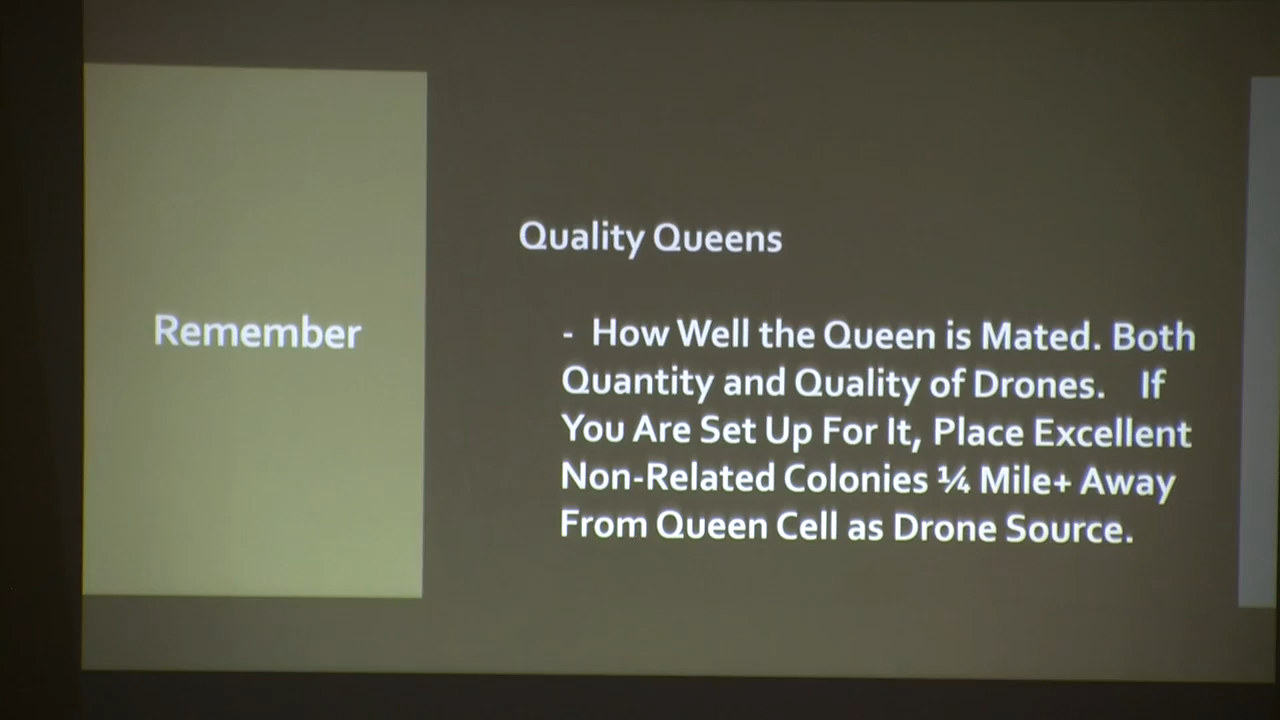 Remember
Quality Queens
- How Well the Queen is Mated. Both
Quantity and Quality of Drones. If
You Are Set Up For It, Place Excellent
Non-Related Colonies ¼ Mile+ Away
From Queen Cell as Drone Source.